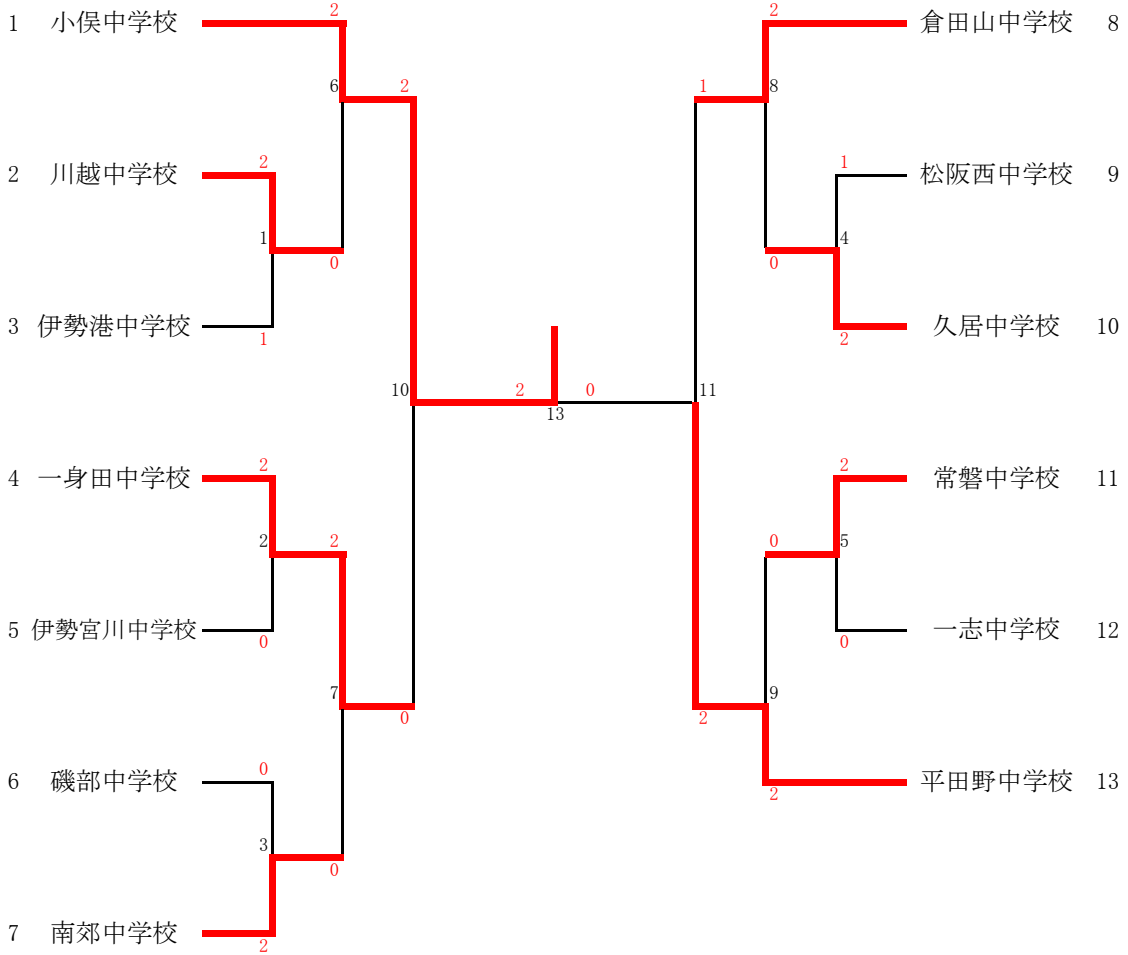 1 小俣中学校 2 2 倉田山中学校 8
6 2 1 8
2 川越中学校 2 1 松阪西中学校 9
1 0 0 4
3 伊勢港中学校 1 2 久居中学校 10
10 2 13 0 11
4 一身田中学校 2 2 常磐中学校 11
2 2 0 5
5 伊勢宮川中学校 0 0 一志中学校 12
7 0 2 9
6 磯部中学校 0 2 平田野中学校 13
3 0
7 南郊中学校 2